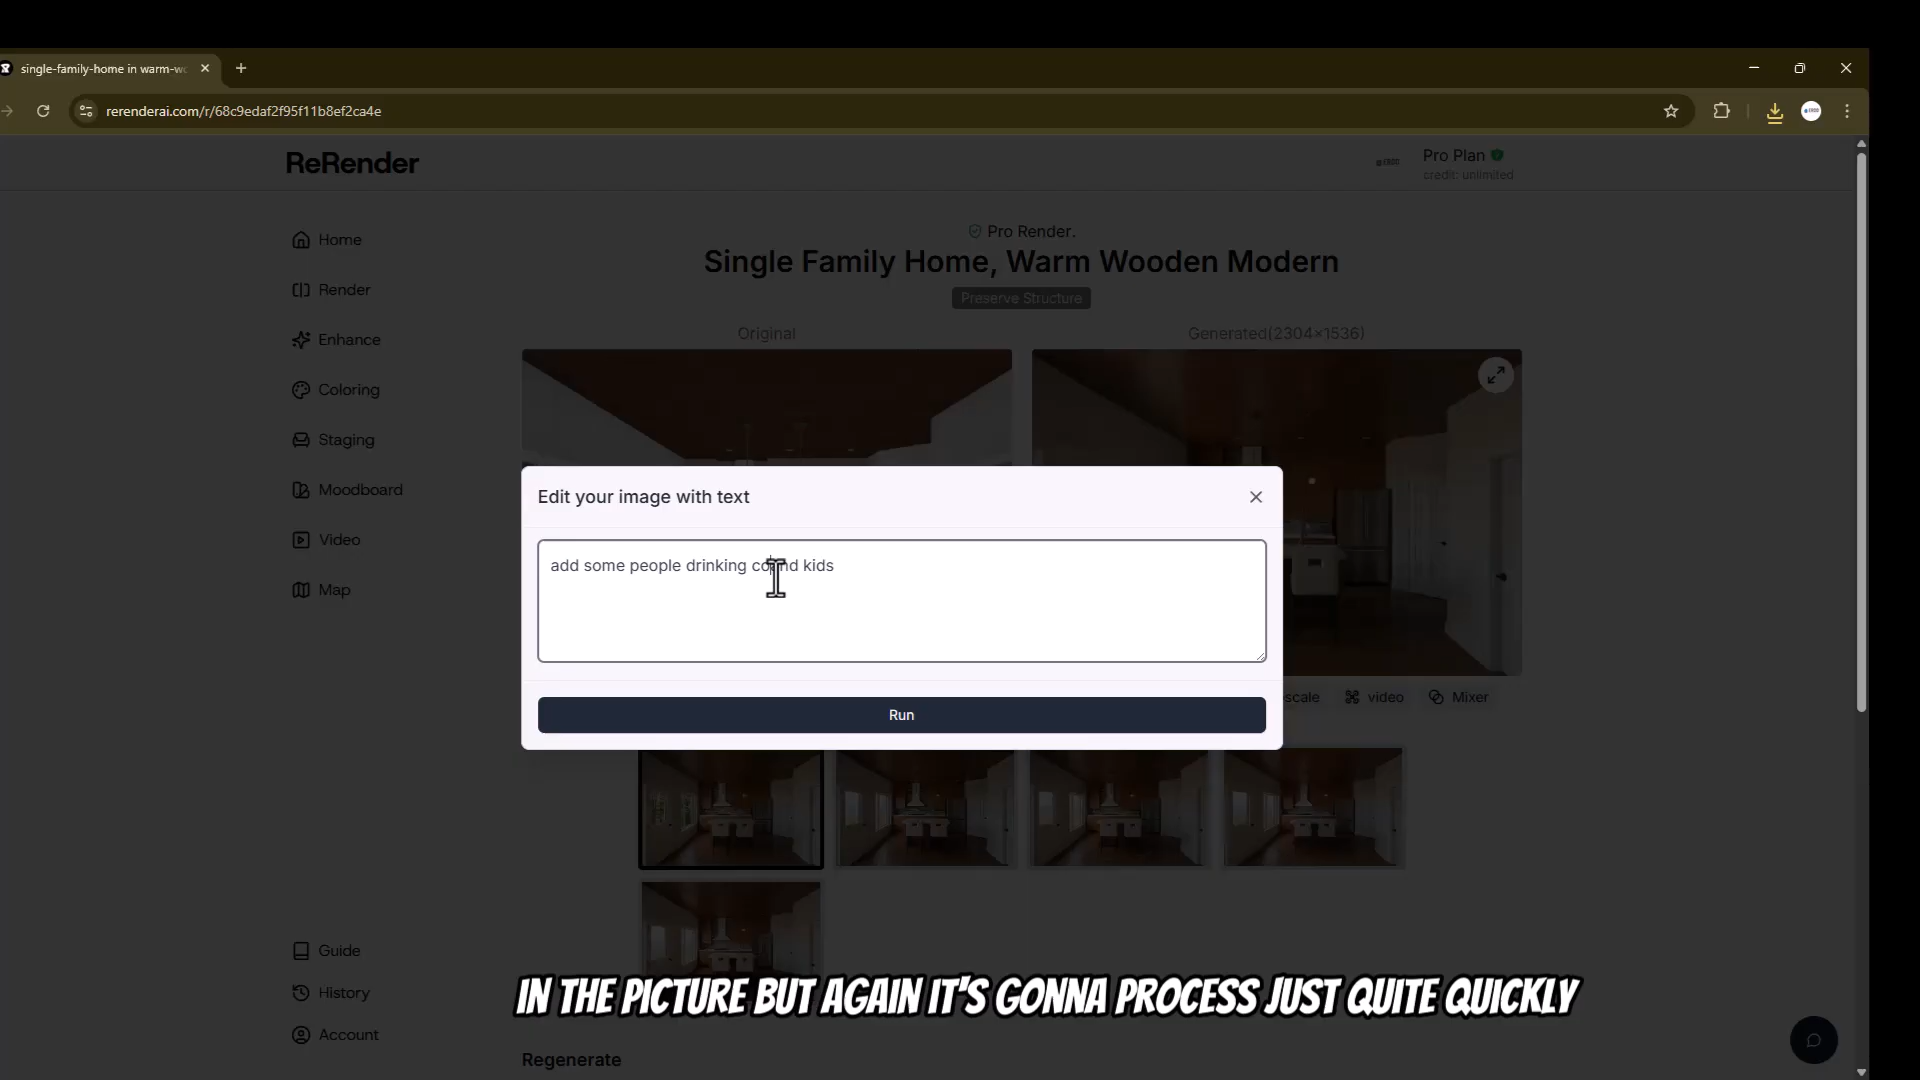 single-family-home in warm-wo
rerenderai.com/r/68c9edaf2f95f11b8ef2ca4e
ReRender
Pro Plan
credit: unlimited
Home
Render
Enhance
Coloring
Staging
Moodboard
Video
Map
Guide
History
Account
Pro Render.
Single Family Home, Warm Wooden Modern
Preserve Structure
Original
Generated(2304×1536)
Edit your image with text
add some people drinking co nd kids
Run
scale
video
Mixer
IN THE PICTURE BUT AGAIN IT'S GONNA PROCESS JUST QUITE QUICKLY
Regenerate